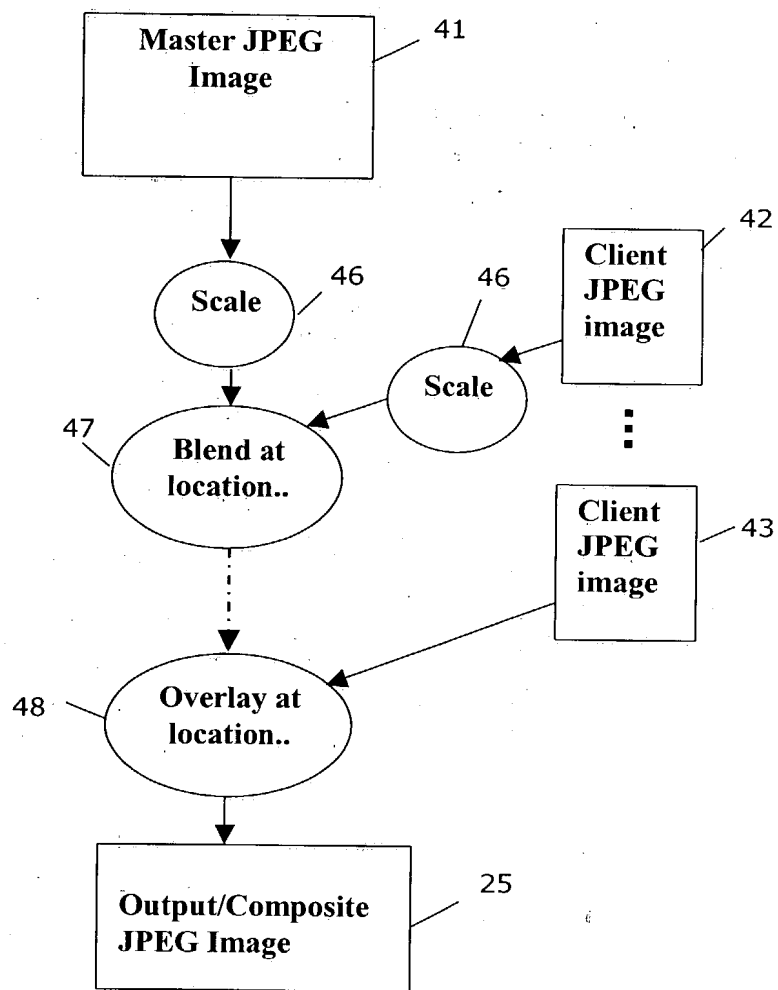 Master JPEG
Image
41
42
Client
JPEG
image
Scale
46
46
Scale
47
Blend at
location..
Client
JPEG
image
43
Overlay at
location..
48
25
Output/Composite
JPEG Image